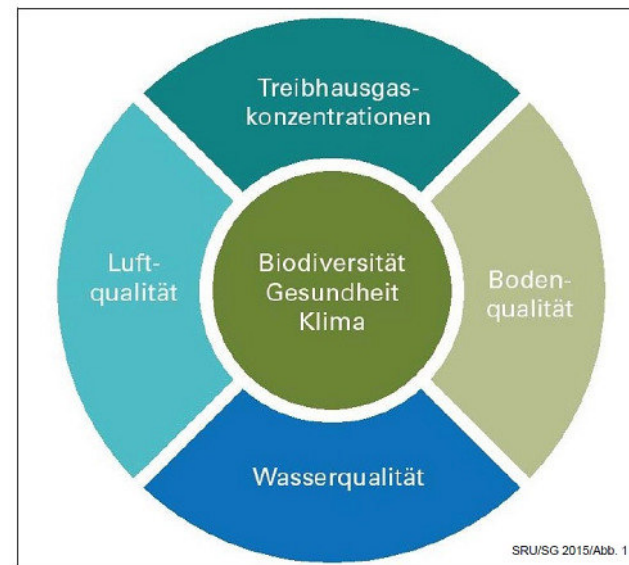 Treibhausgas-
konzentrationen
Luft-
qualität
Biodiversität
Gesundheit
Klima
Boden-
qualität
Wasserqualität
SRU/SG 2015/Abb. 1